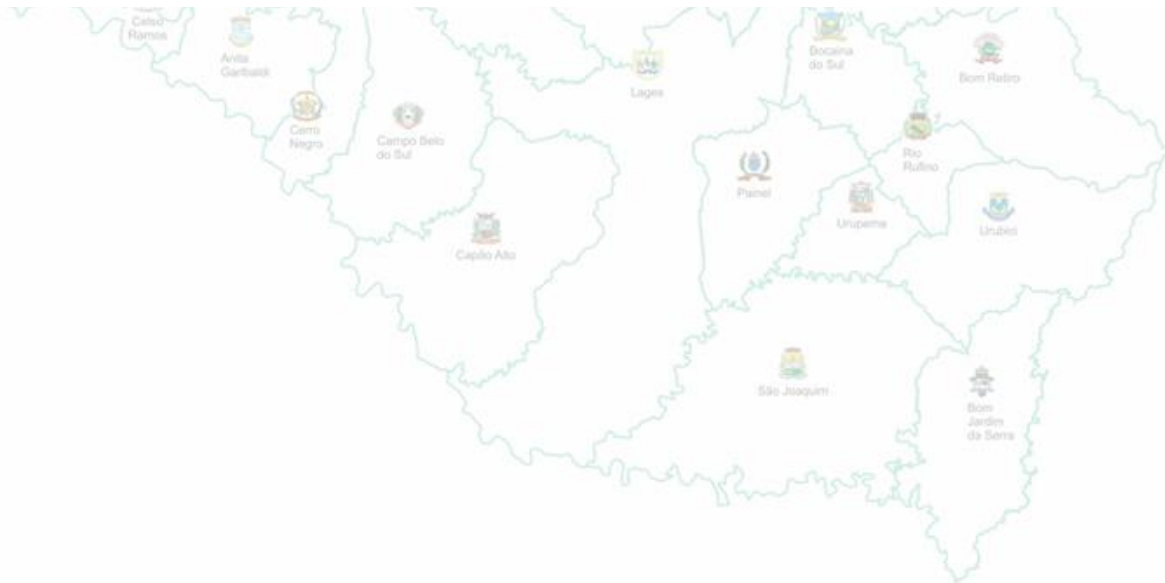 Celso
Ramos
Anita
Garibaldi
Cerro
Negro
Campo Belo
do Sul
Capão Alto
Lages
Bocaina
do Sul
Bom Retiro
Rio
Rufino
Painel
Urupema
Urubici
São Joaquim
Bom
Jardim
da Serra